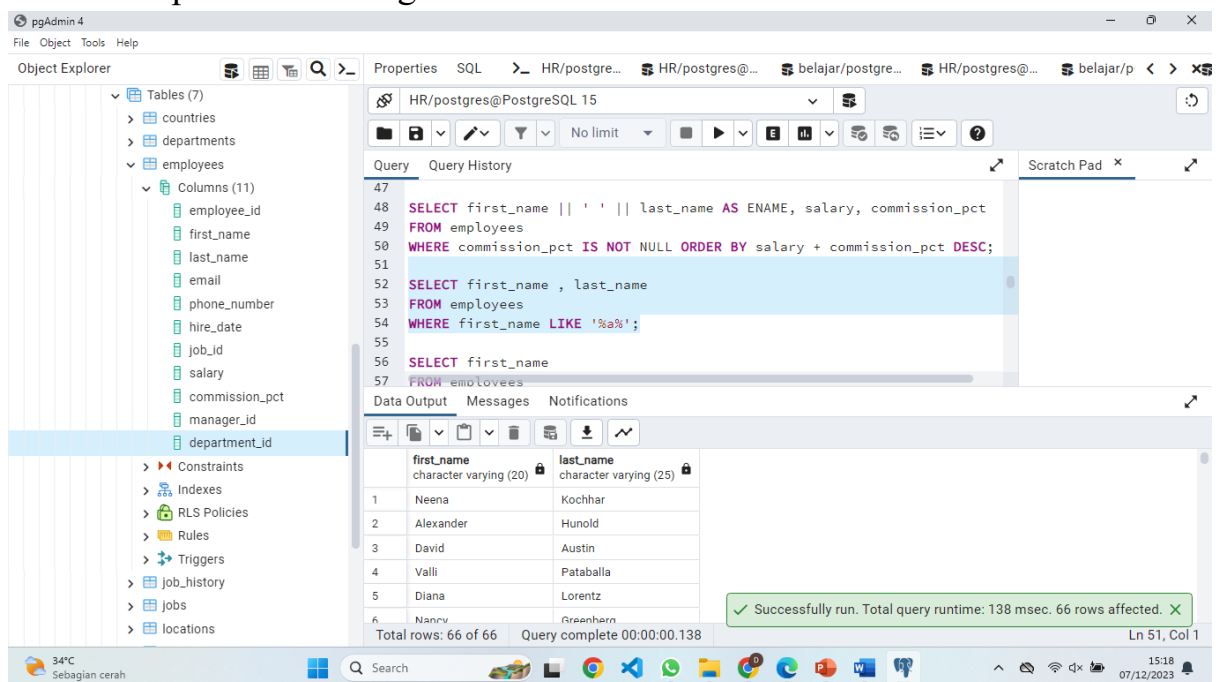 pgAdmin 4
File Object Tools Help
Object Explorer
Tables (7)
countries
departments
employees
Columns (11)
employee_id
first_name
last_name
email
phone_number
hire_date
job_id
salary
commission_pct
manager_id
department_id
Constraints
Indexes
RLS Policies
Rules
Triggers
job_history
jobs
locations
Properties SQL HR/postgre... HR/postgres@... belajar/postgre... HR/postgres@... belajar/p
HR/postgres@PostgreSQL 15
No limit
Query Query History
Scratch Pad
47
48 SELECT first_name || ' ' || last_name AS ENAME, salary, commission_pct
49 FROM employees
50 WHERE commission_pct IS NOT NULL ORDER BY salary + commission_pct DESC;
51
52 SELECT first_name , last_name
53 FROM employees
54 WHERE first_name LIKE '%a%';
55
56 SELECT first_name
57 FROM employees
Data Output Messages Notifications
first_name last_name
character varying (20) character varying (25)
1 Neena Kochhar
2 Alexander Hunold
3 David Austin
4 Valli Pataballa
5 Diana Lorentz
6 Nancy Greenberg
Successfully run. Total query runtime: 138 msec. 66 rows affected.
Total rows: 66 of 66 Query complete 00:00:00.138 Ln 51, Col 1
34°C
Sebagian cerah
Search
15:18
07/12/2023